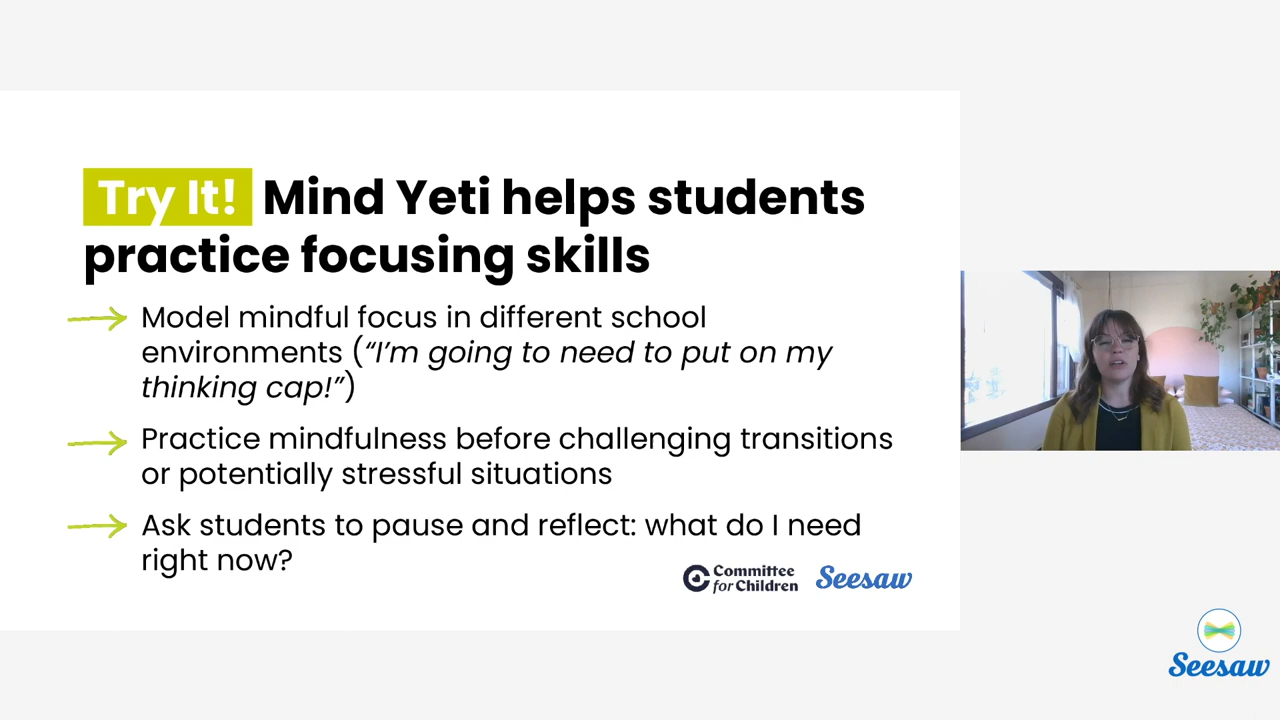 Try It! Mind Yeti helps students
practice focusing skills
Model mindful focus in different school
environments (“I’m going to need to put on my
thinking cap!”)
Practice mindfulness before challenging transitions
or potentially stressful situations
Ask students to pause and reflect: what do I need
right now?
Committee
for Children
Seesaw
Seesaw